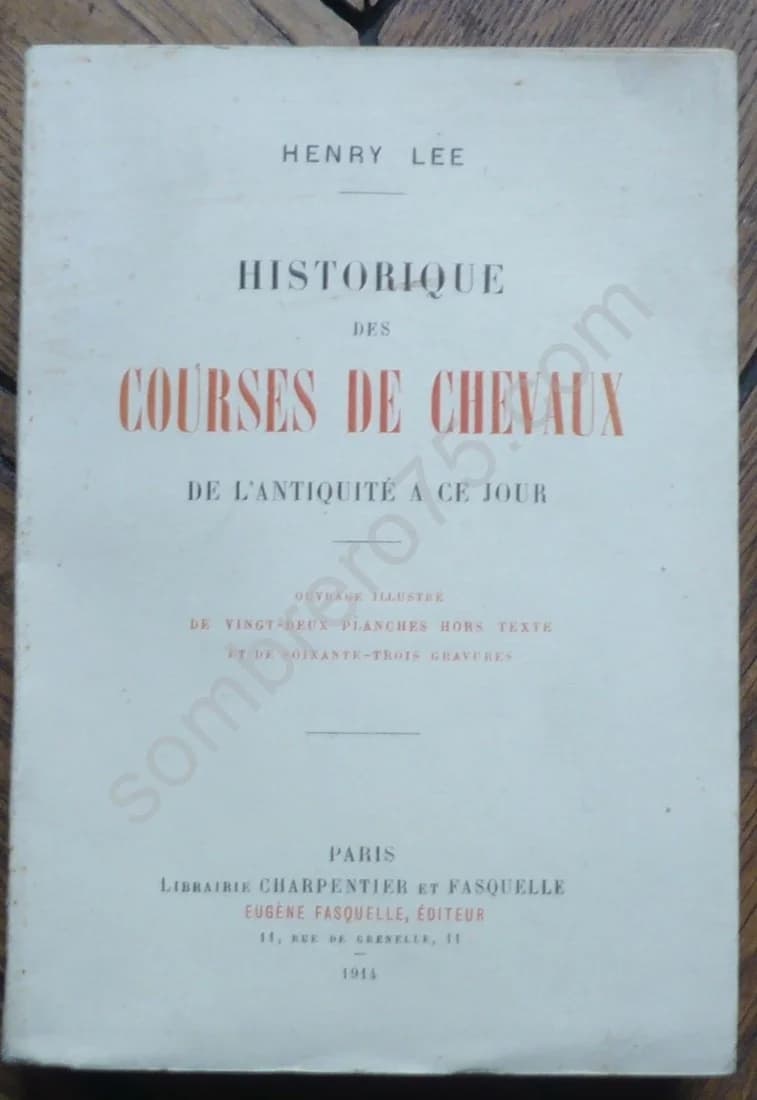 HENRY LEE
HISTORIQUE
DES
COURSES DE CHEVAUX
DE L'ANTIQUITÉ A CE JOUR
OUVRAGE ILLUSTRÉ
DE VINGT-DEUX PLANCHES HORS TEXTE
ET DE SOIXANTE-TROIS GRAVURES
PARIS
LIBRAIRIE CHARPENTIER ET FASQUELLE
EUGÈNE FASQUELLE, ÉDITEUR
11, RUE DE GRENELLE, 11
1914
sombrero75.com